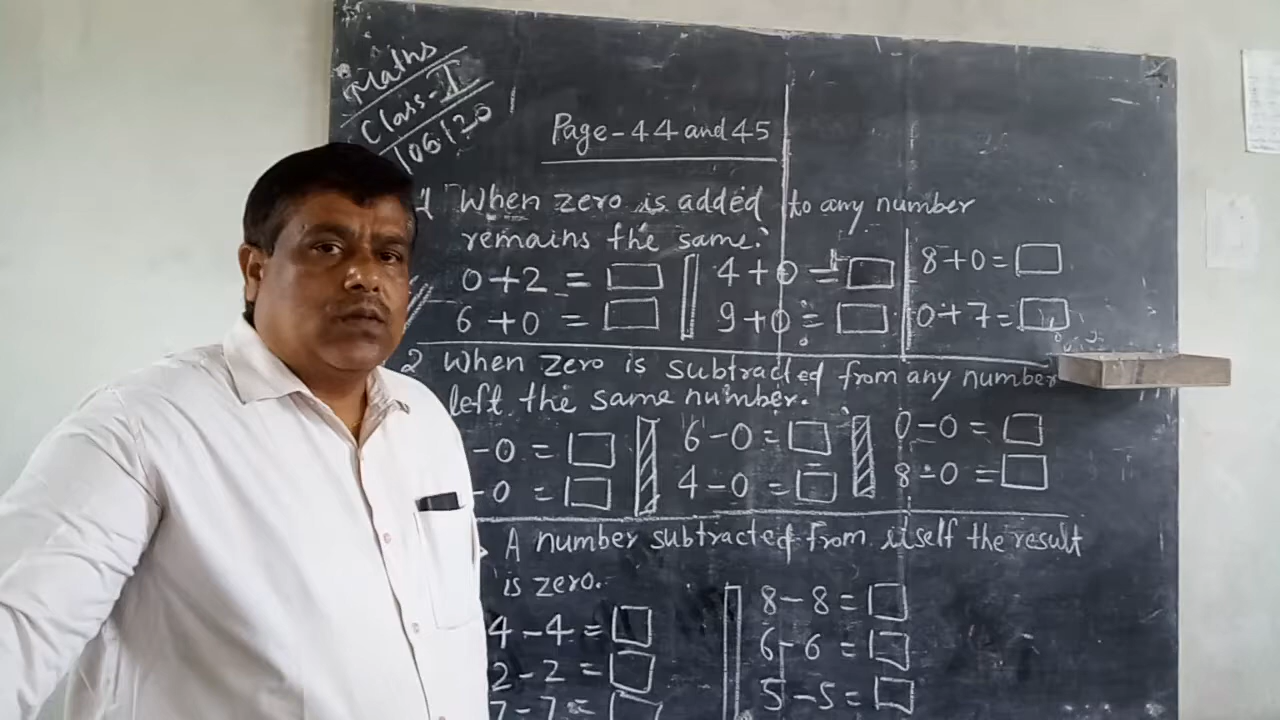 Maths
Class-I
/06/20
Page-44 and 45
1 When zero is added to any number
remains the same.
0+2 = 4+0 = 8+0=
6+0 = 9+0 = 0+7=
2 When zero is subtracted from any number
left the same number.
-0 = 6-0= 0-0=
-0 = 4-0 = 8-0=
A number subtracted from itself the result
is zero.
4-4= 8-8=
2-2= 6-6=
7-7= 5-5=